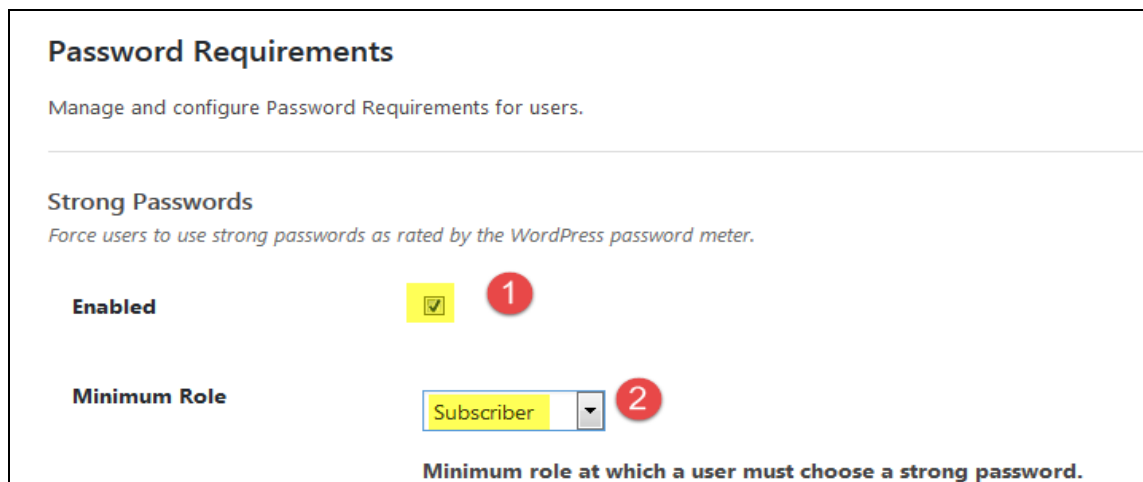 Password Requirements
Manage and configure Password Requirements for users.
Strong Passwords
Force users to use strong passwords as rated by the WordPress password meter.
Enabled 1
Minimum Role Subscriber 2
Minimum role at which a user must choose a strong password.